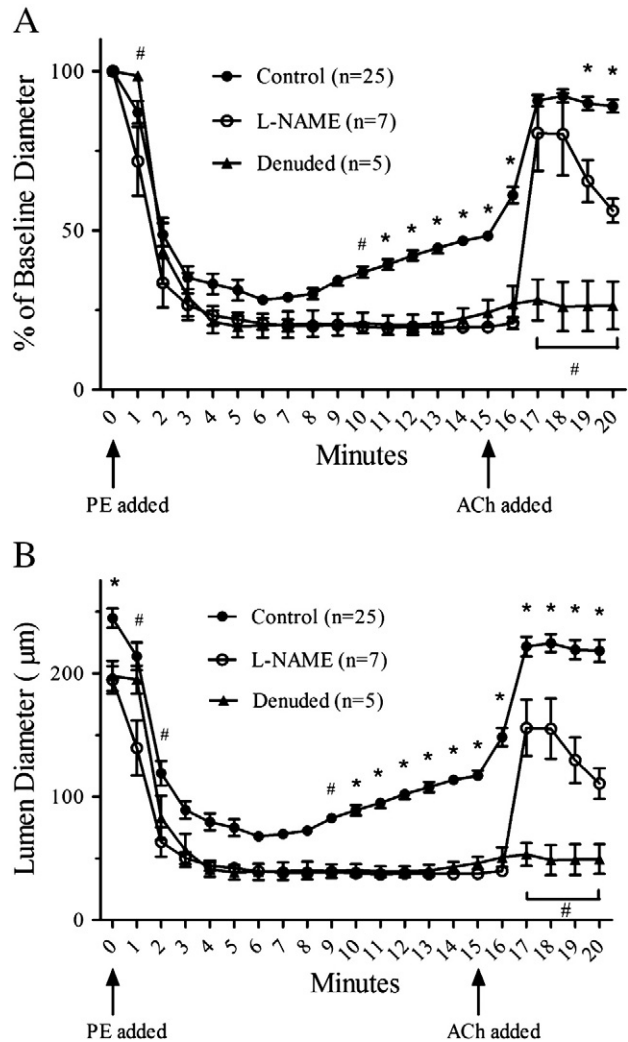 A
#
* *
100
Control (n=25)
L-NAME (n=7)
Denuded (n=5)
*
# * * * * *
50
% of Baseline Diameter
#
0
0 1 2 3 4 5 6 7 8 9 10 11 12 13 14 15 16 17 18 19 20
Minutes
PE added
ACh added
B
*
#
Control (n=25)
L-NAME (n=7)
Denuded (n=5)
* * * *
200
#
*
# * * * * * *
100
Lumen Diameter ( μm)
#
0
0 1 2 3 4 5 6 7 8 9 10 11 12 13 14 15 16 17 18 19 20
Minutes
PE added
ACh added